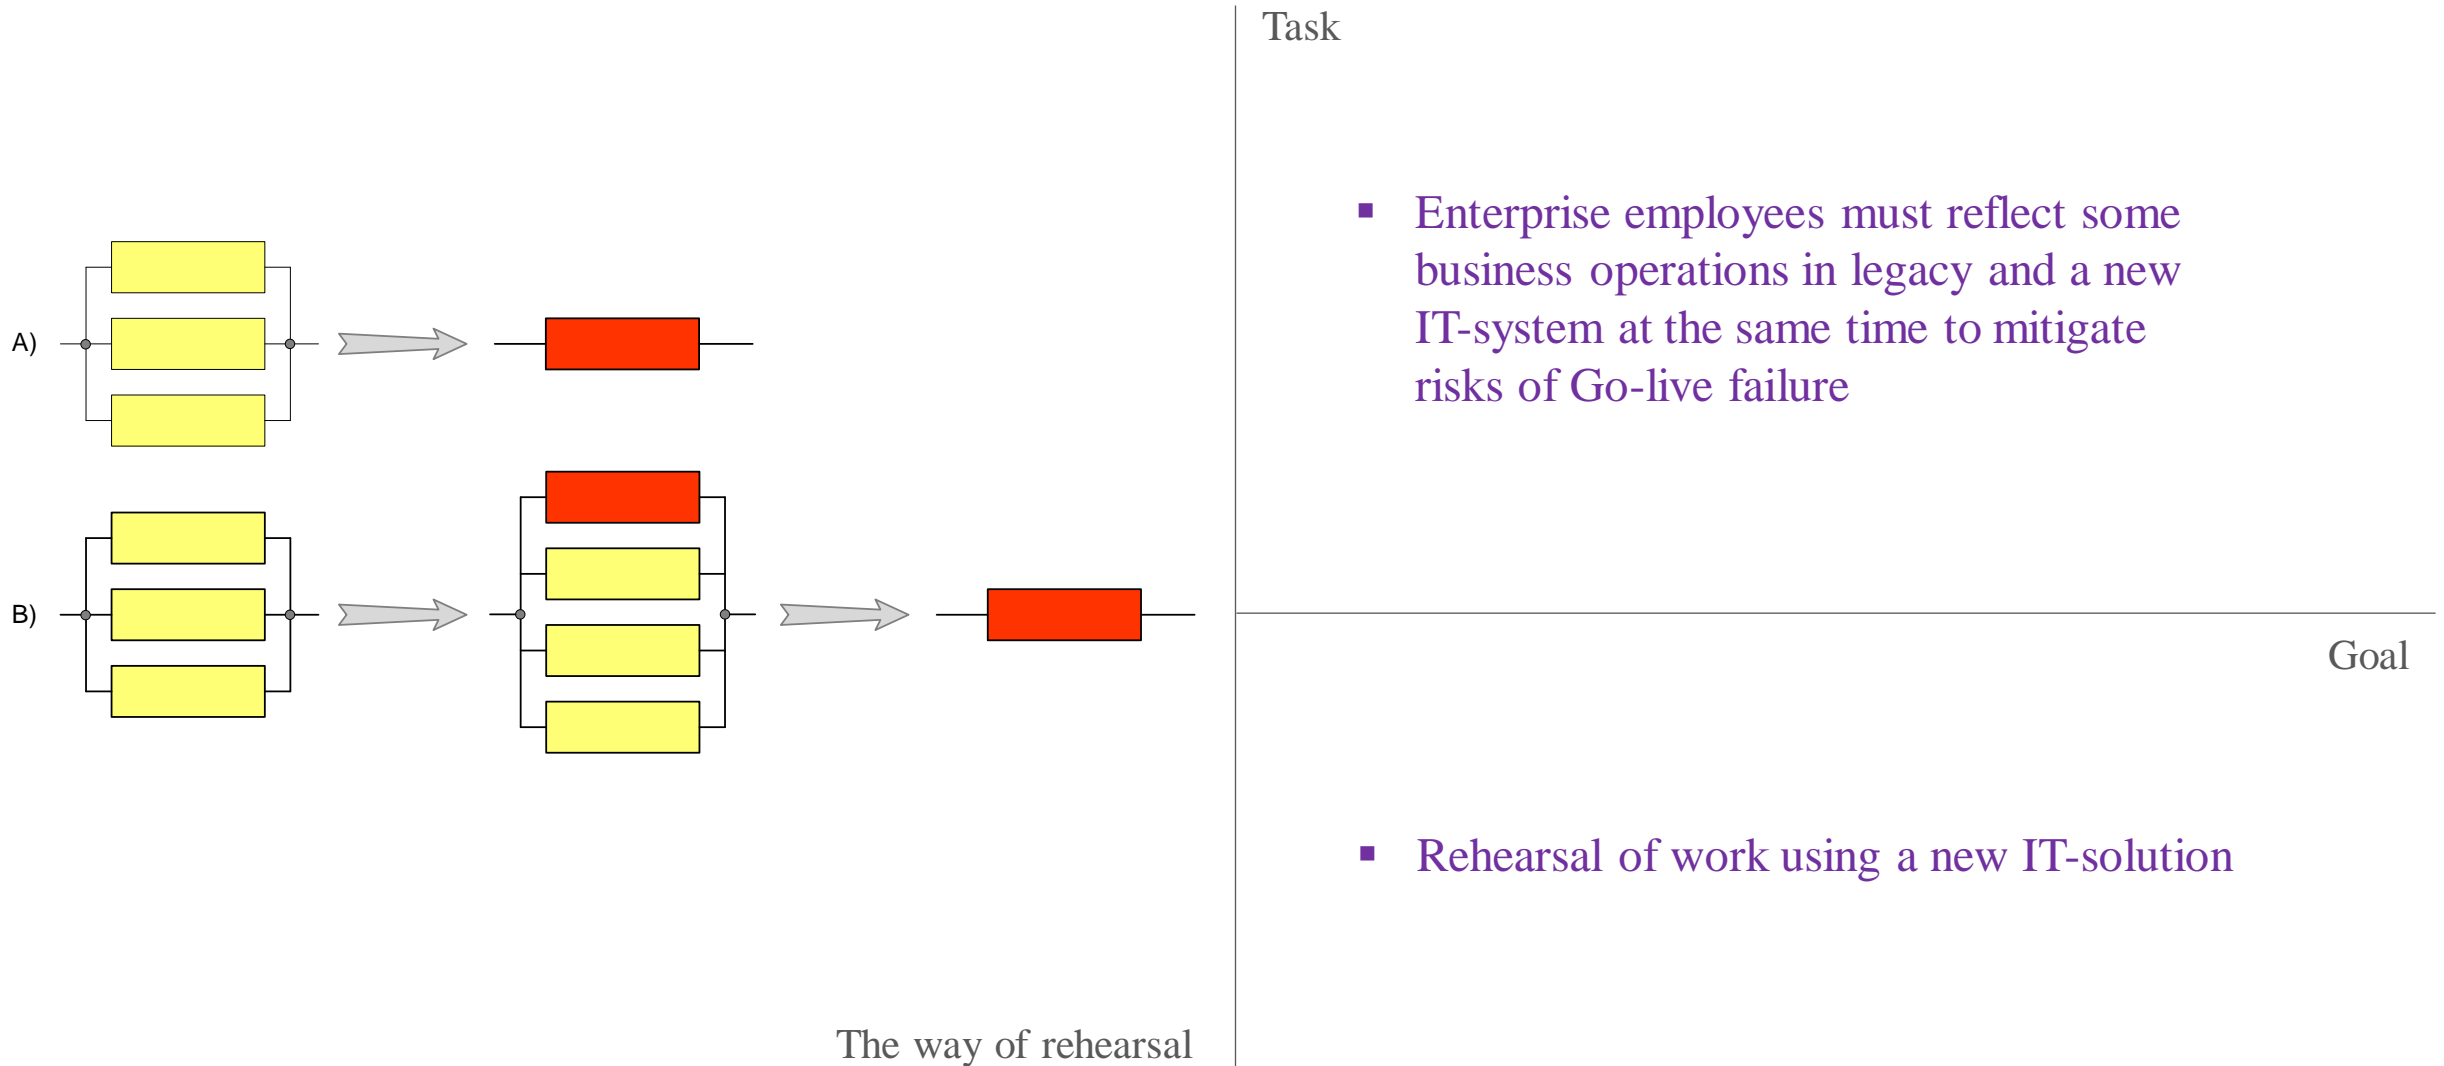 Task
▪ Enterprise employees must reflect some
business operations in legacy and a new
IT-system at the same time to mitigate
risks of Go-live failure
A)
B)
Goal
▪ Rehearsal of work using a new IT-solution
The way of rehearsal